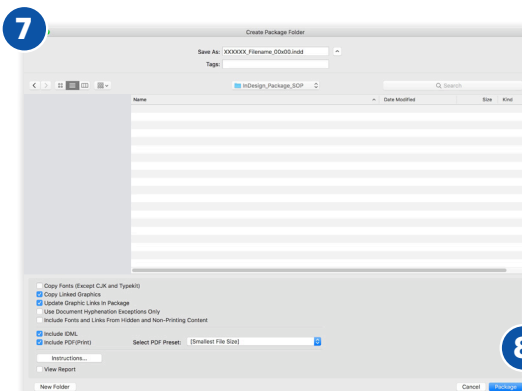 7
Create Package Folder
Save As: XXXXXX_Filename_00x00.indd
Tags:
InDesign_Package_SOP
Search
Name Date Modified Size Kind
Copy Fonts (Except CJK and Typekit)
Copy Linked Graphics
Update Graphic Links in Package
Use Document Hyphenation Exceptions Only
Include Fonts and Links From Hidden and Non-Printing Content
Include IDML
Include PDF(Print) Select PDF Preset: [Smallest File Size]
Instructions...
View Report
8
New Folder Cancel Package